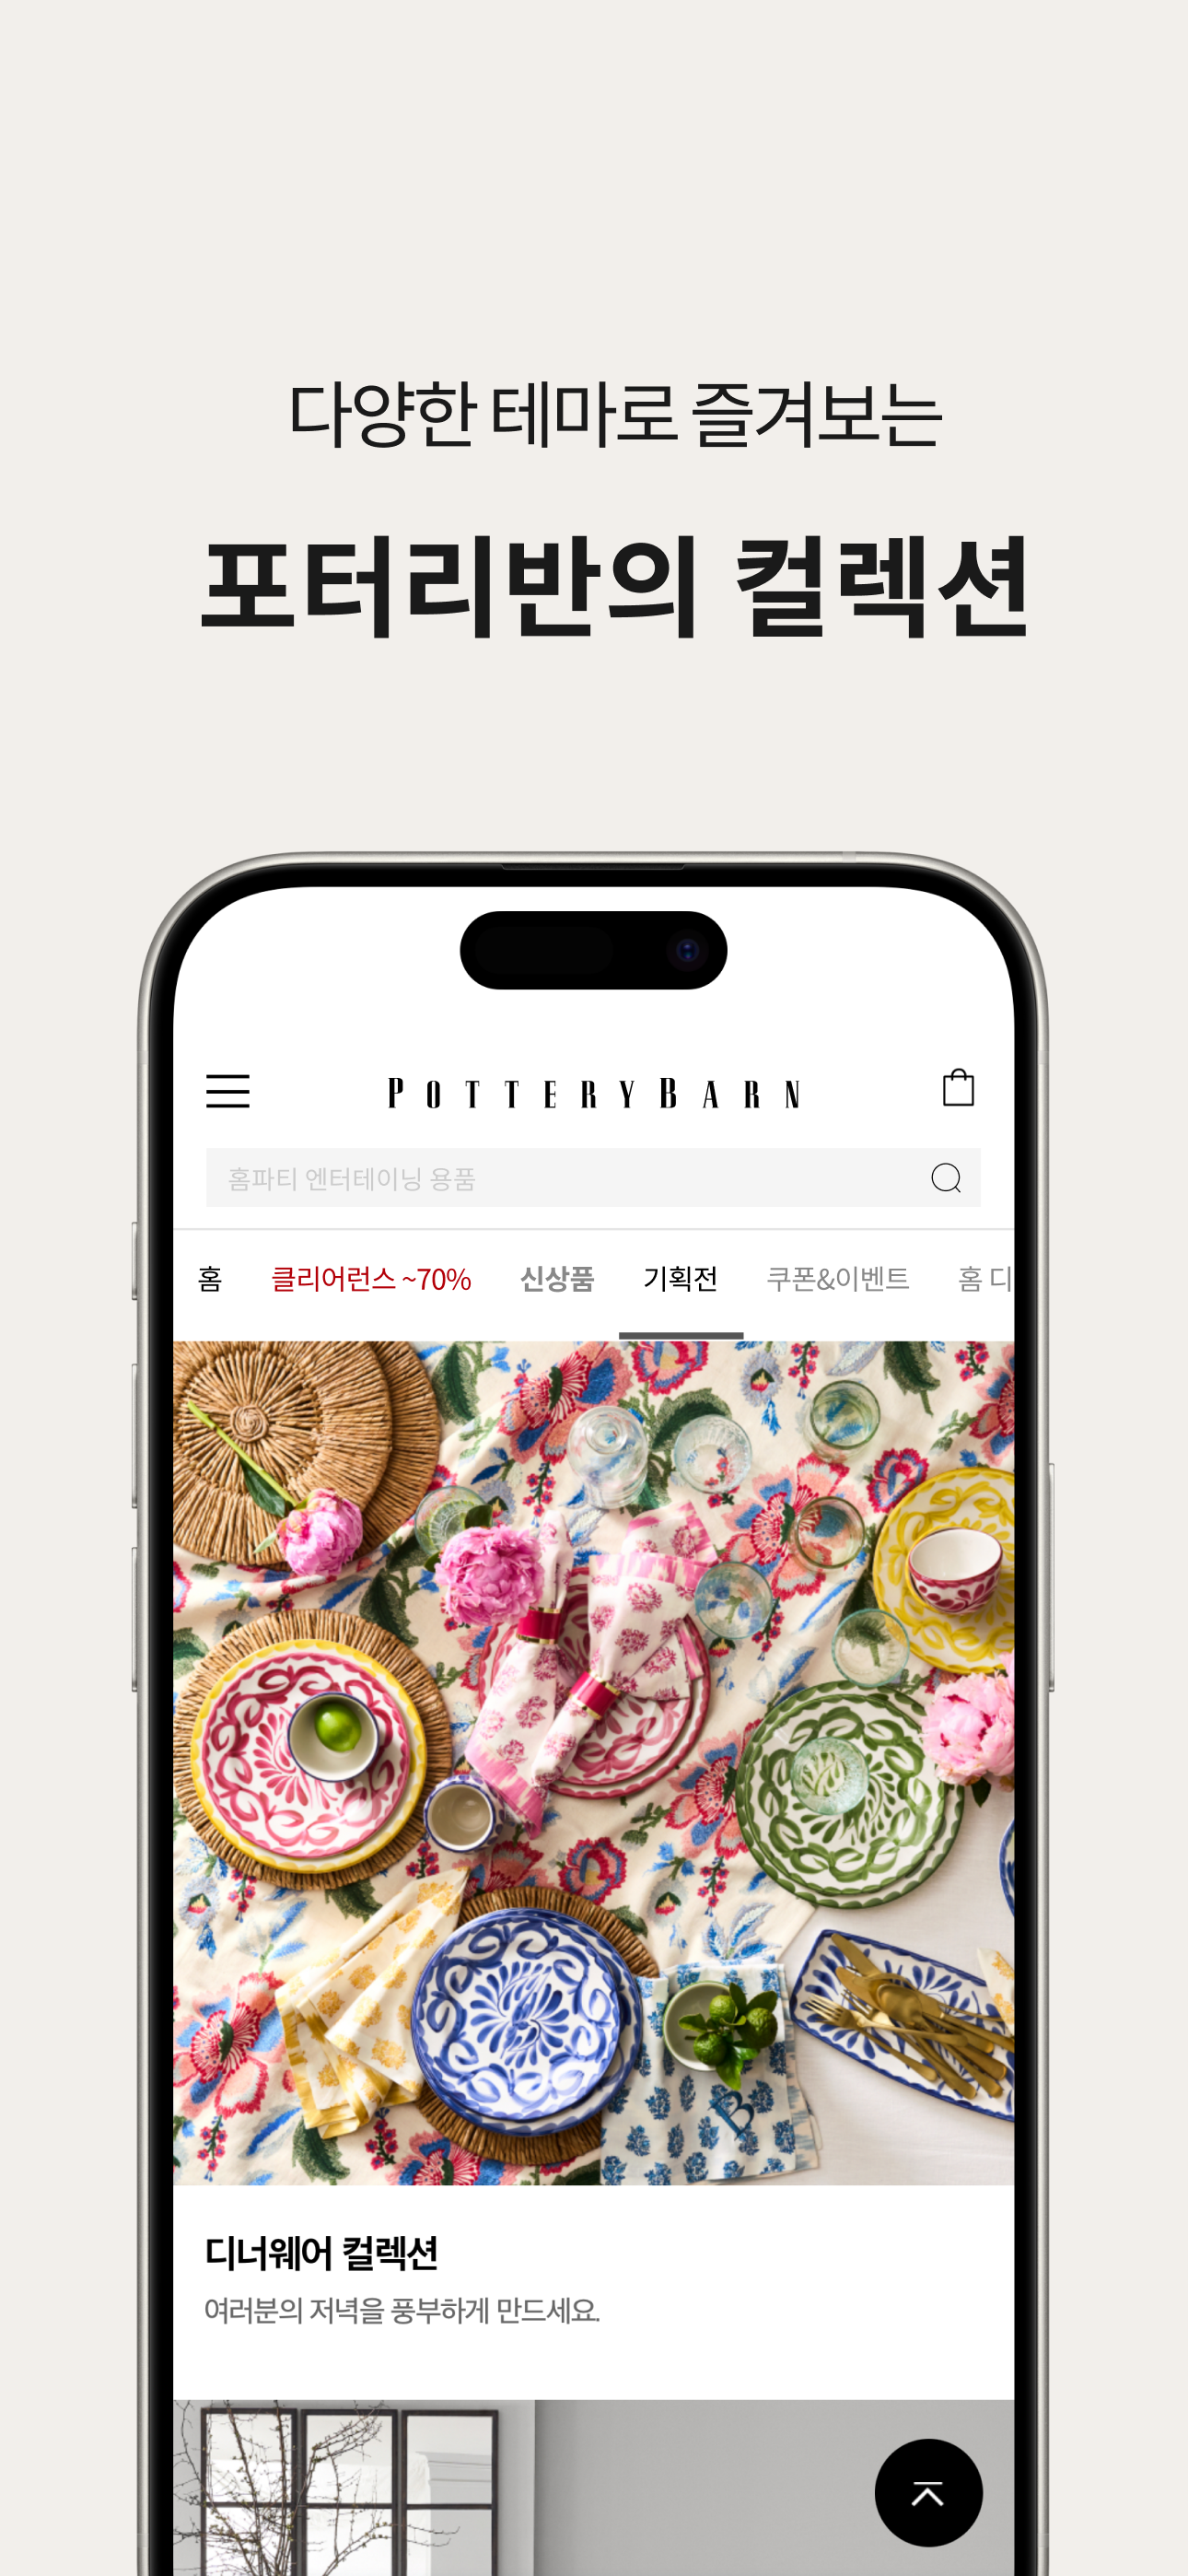 다양한 테마로 즐겨보는
포터리반의 컬렉션
POTTERYBARN
홈파티 엔터테이닝 용품
홈 클리어런스 ~70% 신상품 기획전 쿠폰&이벤트 홈 디
B
디너웨어 컬렉션
여러분의 저녁을 풍부하게 만드세요.